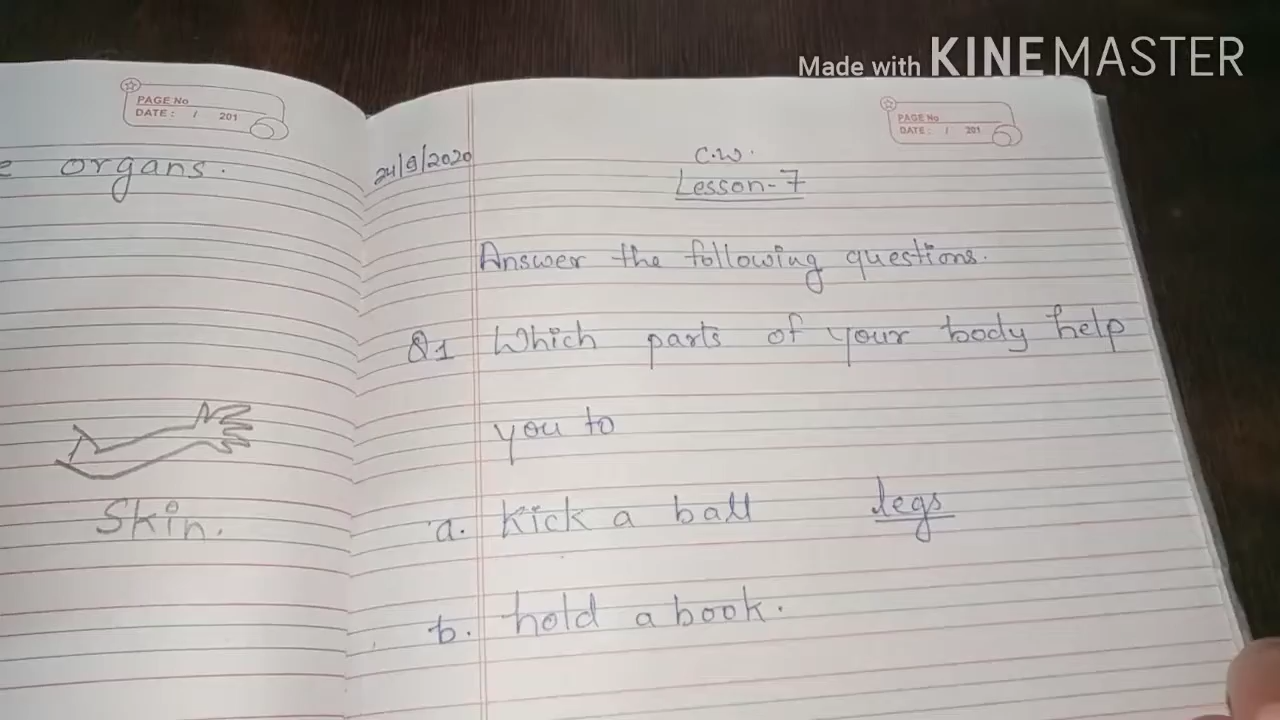 Made with KINEMASTER
PAGE No
DATE : / 201
e organs.
Skin.
PAGE No
DATE : / 201
24/9/2020
C.W.
Lesson-7
Answer the following questions.
Q1 Which parts of your body help
you to
a. Kick a ball legs
b. hold a book.